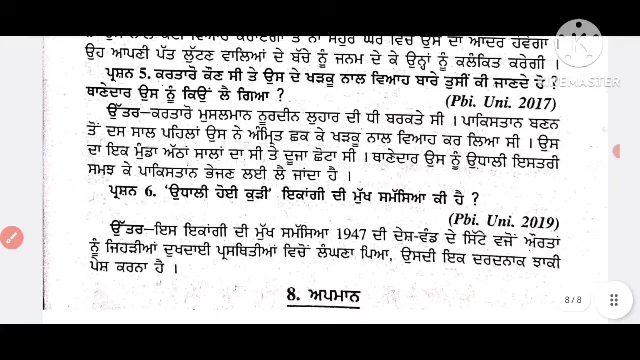 ਉਹ ਆਪਣੀ ਪੱਤ ਲੁੱਟਣ ਵਾਲਿਆਂ ਦੇ ਬੱਚੇ ਨੂੰ ਜਨਮ ਦੇ ਕੇ ਉਨ੍ਹਾਂ ਨੂੰ ਕਲੰਕਿਤ ਕਰੇਗੀ ।
ਪ੍ਰਸ਼ਨ 5. ਕਰਤਾਰੋ ਕੌਣ ਸੀ ਤੇ ਉਸ ਦੇ ਖੜਕੂ ਨਾਲ ਵਿਆਹ ਬਾਰੇ ਤੁਸੀਂ ਕੀ ਜਾਣਦੇ ਹੋ ?
ਥਾਣੇਦਾਰ ਉਸ ਨੂੰ ਕਿਉਂ ਲੈ ਗਿਆ ?
(Pbi. Uni. 2017)
ਉੱਤਰ-ਕਰਤਾਰੋ ਮੁਸਲਮਾਨ ਨੂਰਦੀਨ ਲੁਹਾਰ ਦੀ ਧੀ ਬਰਕਤੇ ਸੀ । ਪਾਕਿਸਤਾਨ ਬਣਨ
ਤੋਂ ਦਸ ਸਾਲ ਪਹਿਲਾਂ ਉਸ ਨੇ ਅੰਮ੍ਰਿਤ ਛਕ ਕੇ ਖੜਕੂ ਨਾਲ ਵਿਆਹ ਕਰ ਲਿਆ ਸੀ । ਉਸ
ਦਾ ਇਕ ਮੁੰਡਾ ਅੱਠਾਂ ਸਾਲਾਂ ਦਾ ਸੀ ਤੇ ਦੂਜਾ ਛੋਟਾ ਸੀ । ਥਾਣੇਦਾਰ ਉਸ ਨੂੰ ਉਧਾਲੀ ਇਸਤਰੀ
ਸਮਝ ਕੇ ਪਾਕਿਸਤਾਨ ਭੇਜਣ ਲਈ ਲੈ ਜਾਂਦਾ ਹੈ ।
ਪ੍ਰਸ਼ਨ 6. 'ਉਧਾਲੀ ਹੋਈ ਕੁੜੀ' ਇਕਾਂਗੀ ਦੀ ਮੁੱਖ ਸਮੱਸਿਆ ਕੀ ਹੈ ?
(Pbi. Uni. 2019)
ਉੱਤਰ-ਇਸ ਇਕਾਂਗੀ ਦੀ ਮੁੱਖ ਸਮੱਸਿਆ 1947 ਦੀ ਦੇਸ਼-ਵੰਡ ਦੇ ਸਿੱਟੇ ਵਜੋਂ ਔਰਤਾਂ
ਨੂੰ ਜਿਹੜੀਆਂ ਦੁਖਦਾਈ ਪ੍ਰਸਥਿਤੀਆਂ ਵਿਚੋਂ ਲੰਘਣਾ ਪਿਆ, ਉਸਦੀ ਇਕ ਦਰਦਨਾਕ ਝਾਕੀ
ਪੇਸ਼ ਕਰਨਾ ਹੈ ।
8/8
8. ਅਪਮਾਨ